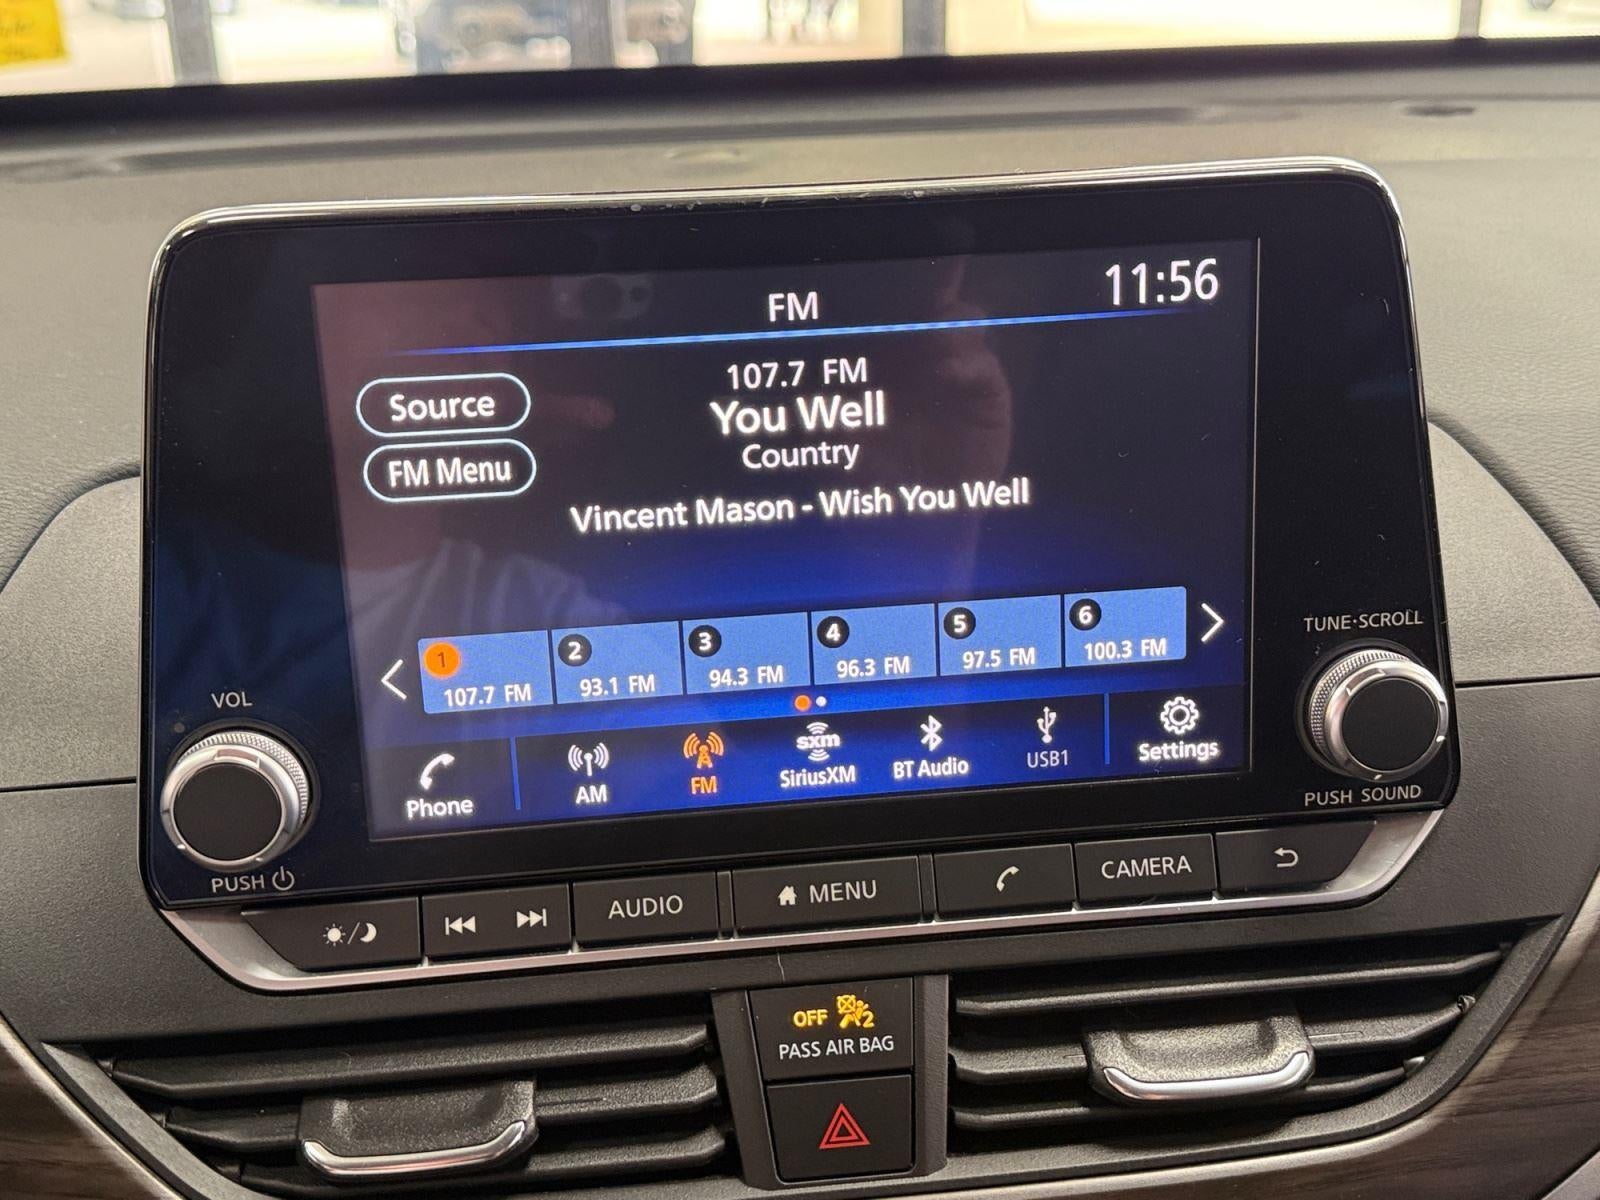 FM
11:56
Source
FM Menu
107.7 FM
You Well
Country
Vincent Mason - Wish You Well
1
107.7 FM
2
93.1 FM
3
94.3 FM
4
96.3 FM
5
97.5 FM
6
100.3 FM
Phone
AM
FM
sxm
SiriusXM
BT Audio
USB1
Settings
VOL
PUSH
TUNE·SCROLL
PUSH SOUND
AUDIO
MENU
CAMERA
OFF
2
PASS AIR BAG